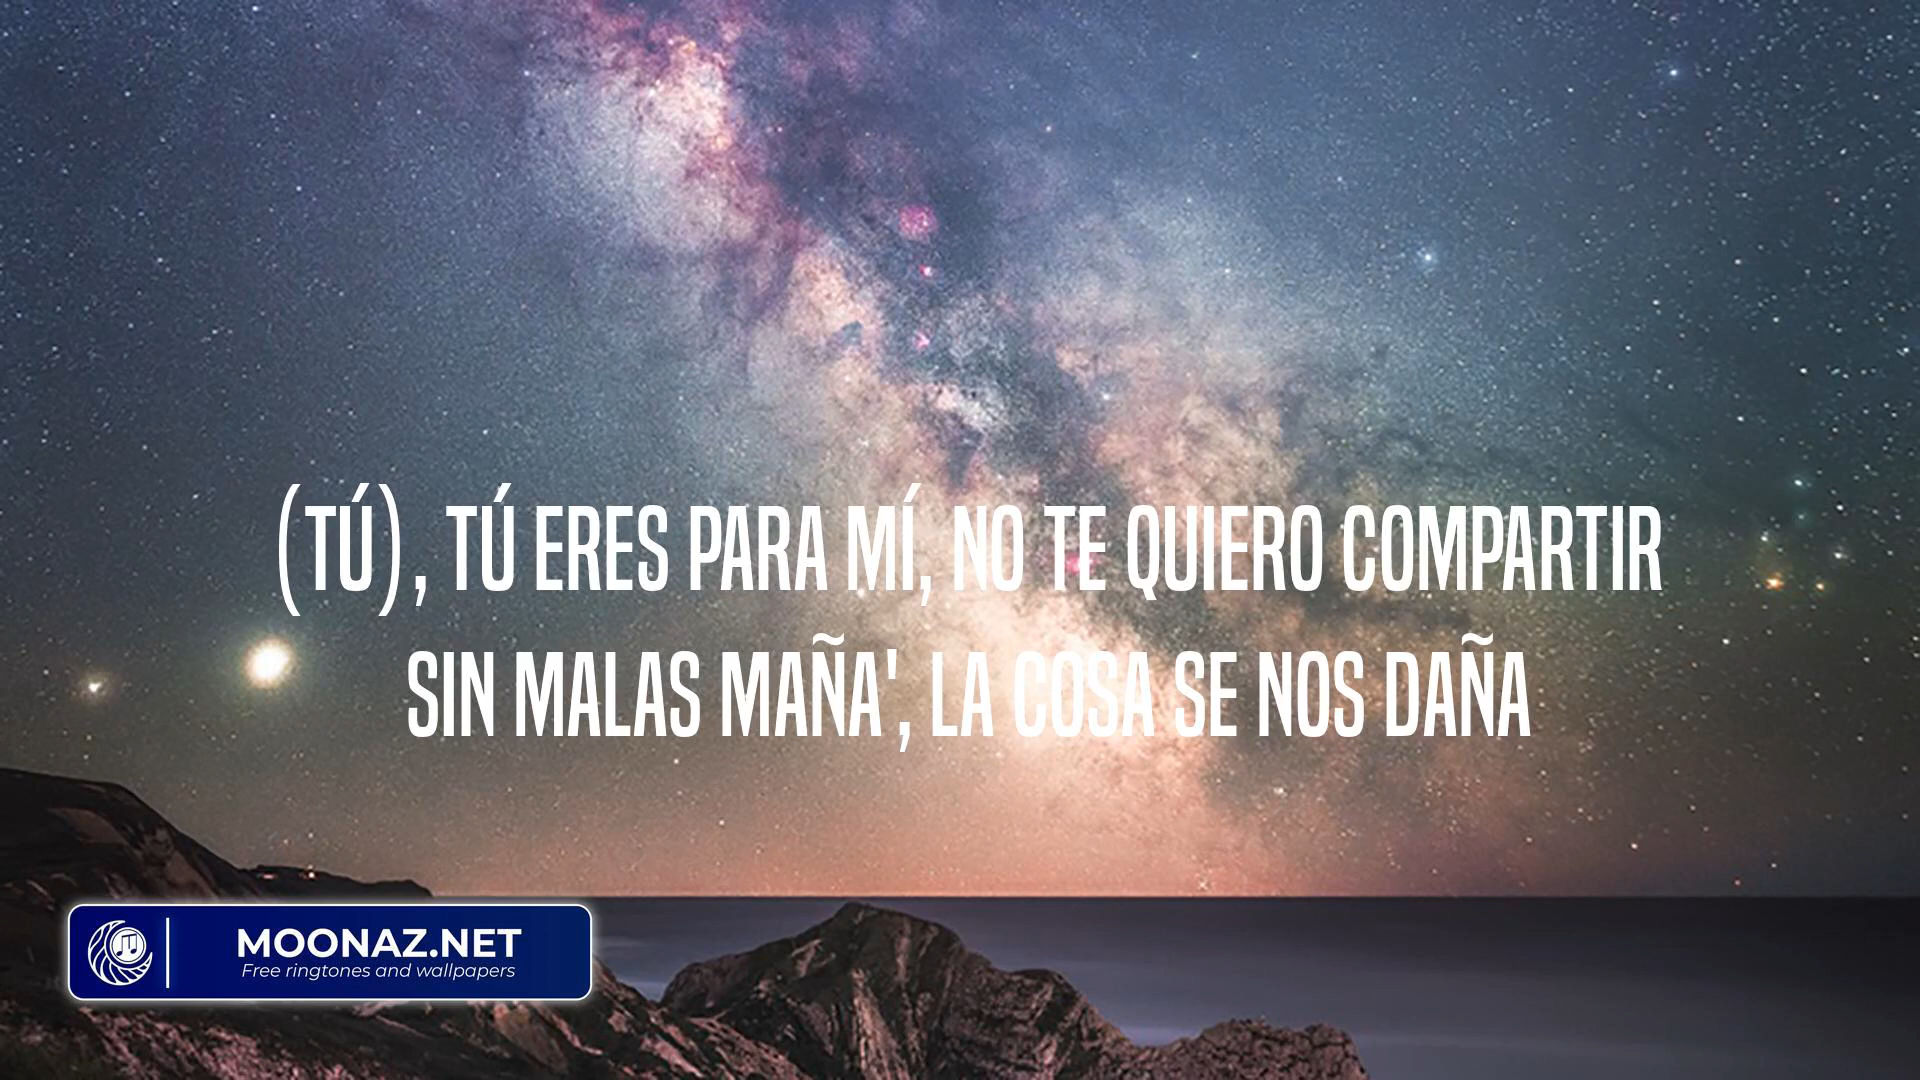 (TÚ), TÚ ERES PARA MÍ, NO TE QUIERO COMPARTIR
SIN MALAS MAÑA', LA COSA SE NOS DAÑA
MOONAZ.NET
Free ringtones and wallpapers